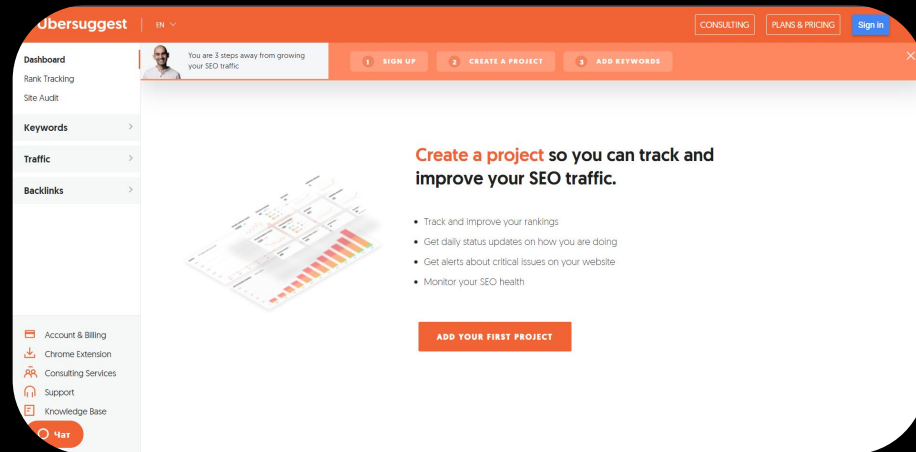 Ubersuggest
EN
CONSULTING
PLANS & PRICING
Sign in
Dashboard
Rank Tracking
Site Audit
Keywords
Traffic
Backlinks
You are 3 steps away from growing
your SEO traffic
1 SIGN UP
2 CREATE A PROJECT
3 ADD KEYWORDS
Create a project so you can track and
improve your SEO traffic.
• Track and improve your rankings
• Get daily status updates on how you are doing
• Get alerts about critical issues on your website
• Monitor your SEO health
ADD YOUR FIRST PROJECT
Account & Billing
Chrome Extension
Consulting Services
Support
Knowledge Base
Чат